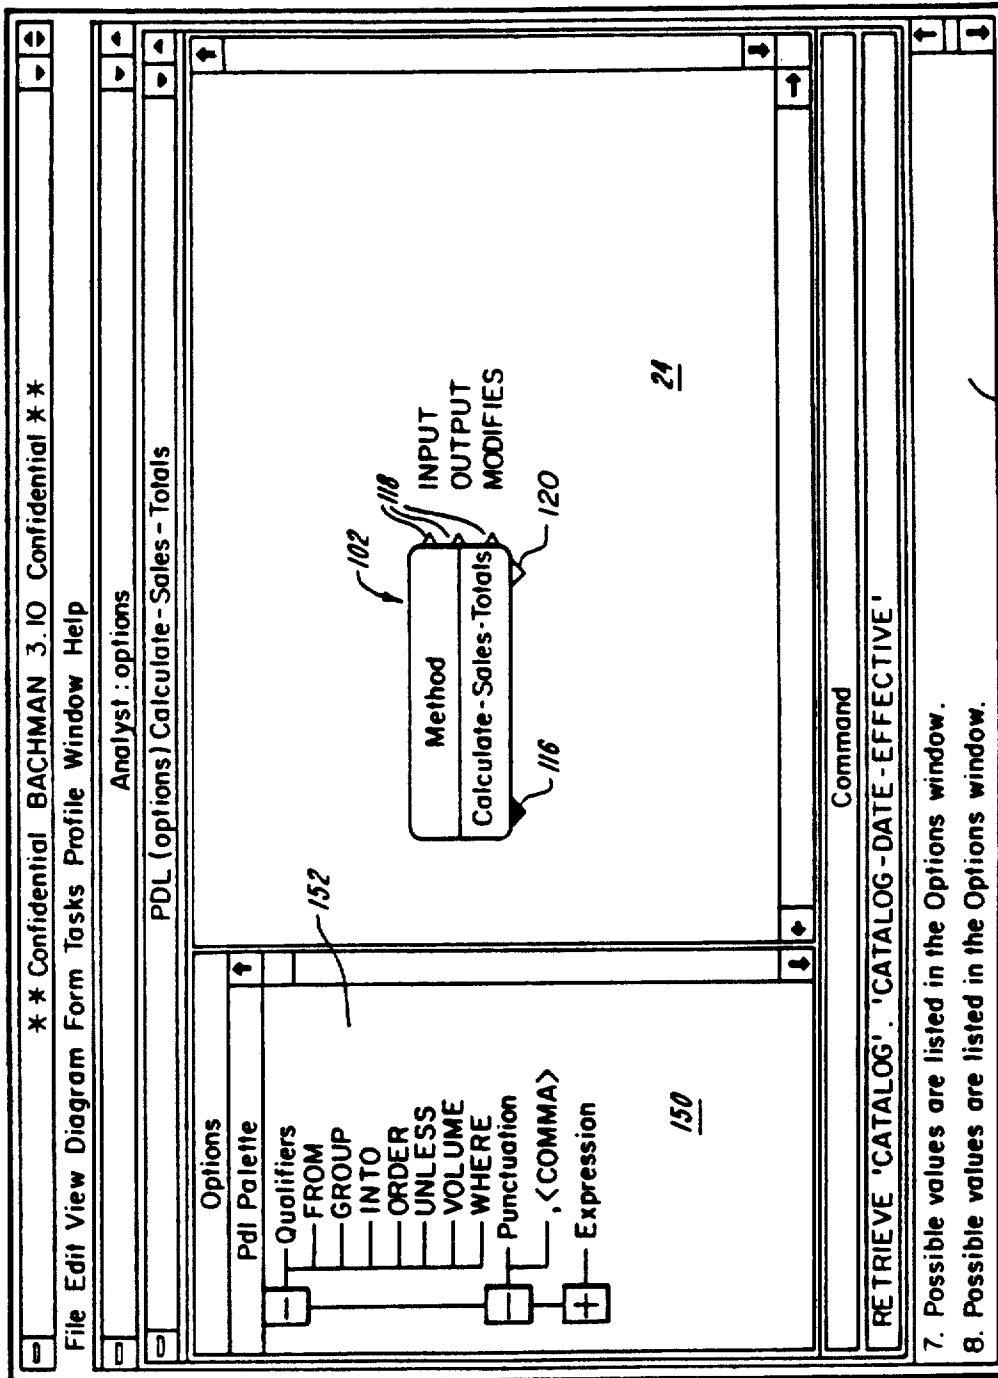 * * Confidential BACHMAN 3.10 Confidential * *
File Edit View Diagram Form Tasks Profile Window Help
Analyst : options
PDL (options) Calculate-Sales-Totals
Options
Pdl Palette
Qualifiers
FROM
GROUP
INTO
ORDER
UNLESS
VOLUME
WHERE
Punctuation
,<COMMA>
Expression
150
152
102
118
Method
Calculate-Sales-Totals
INPUT
OUTPUT
MODIFIES
116
120
24
Command
RETRIEVE 'CATALOG'. 'CATALOG-DATE-EFFECTIVE'
7. Possible values are listed in the Options window.
8. Possible values are listed in the Options window.